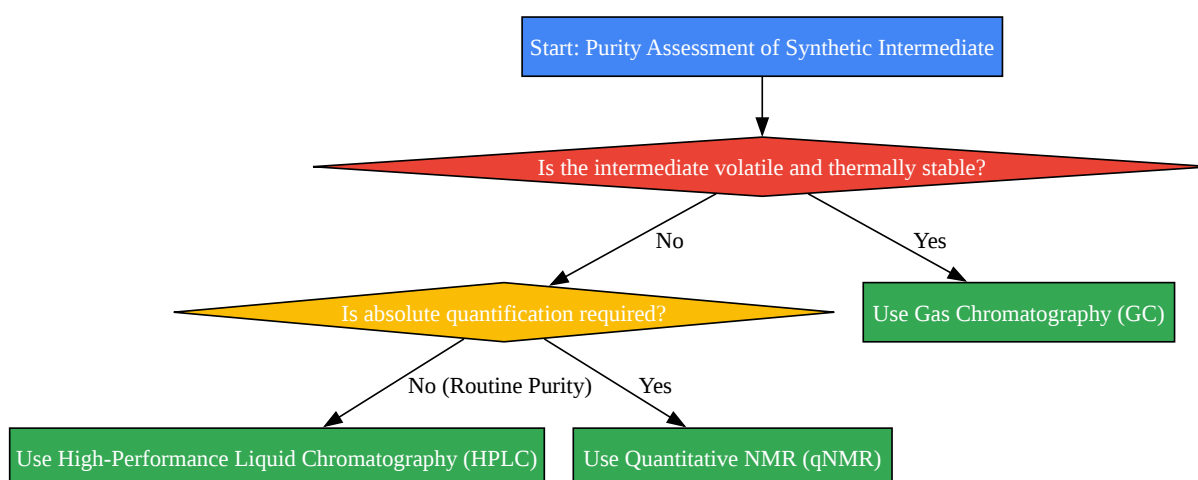 Start: Purity Assessment of Synthetic Intermediate
Is the intermediate volatile and thermally stable?
No
Yes
Is absolute quantification required?
Use Gas Chromatography (GC)
No (Routine Purity)
Yes
Use High-Performance Liquid Chromatography (HPLC)
Use Quantitative NMR (qNMR)